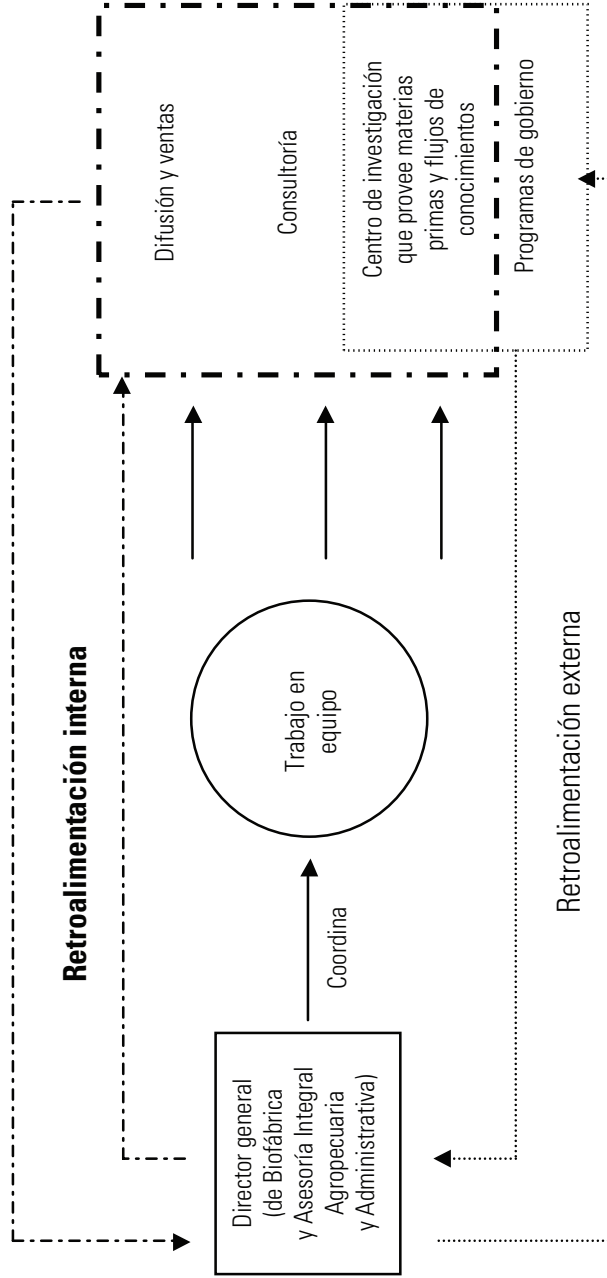 Retroalimentación interna
Director general
(de Biofábrica
y Asesoría Integral
Agropecuaria
y Administrativa)
Coordina
Trabajo en
equipo
Difusión y ventas
Consultoría
Centro de investigación
que provee materias
primas y flujos de
conocimientos
Programas de gobierno
Retroalimentación externa